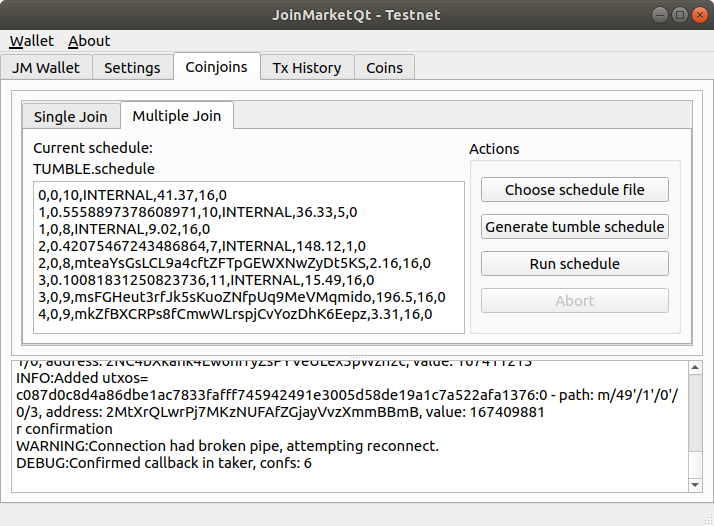 JoinMarketQt - Testnet
Wallet About
JM Wallet Settings Coinjoins Tx History Coins
Single Join Multiple Join
Current schedule:
TUMBLE.schedule
0,0,10,INTERNAL,41.37,16,0
1,0.5558897378608971,10,INTERNAL,36.33,5,0
1,0,8,INTERNAL,9.02,16,0
2,0.42075467243486864,7,INTERNAL,148.12,1,0
2,0,8,mteaYsGsLCL9a4cftZFTpGEWXNwZyDt5KS,2.16,16,0
3,0.10081831250823736,11,INTERNAL,15.49,16,0
3,0,9,msFGHeut3rfJk5sKuoZNfpUq9MeVMqmido,196.5,16,0
4,0,9,mkZfBXCRPs8fCmwWLrspjCvYozDhK6Eepz,3.31,16,0
Actions
Choose schedule file
Generate tumble schedule
Run schedule
Abort
1/0, address: value: 167411213
INFO:Added utxos=
c087d0c8d4a86dbe1ac7833fafff745942491e3005d58de19a1c7a522afa1376:0 - path: m/49'/1'/0'/
0/3, address: 2MtXrQLwrPj7MKzNUFAfZGjayVvzXmmBBmB, value: 167409881
r confirmation
WARNING:Connection had broken pipe, attempting reconnect.
DEBUG:Confirmed callback in taker, confs: 6